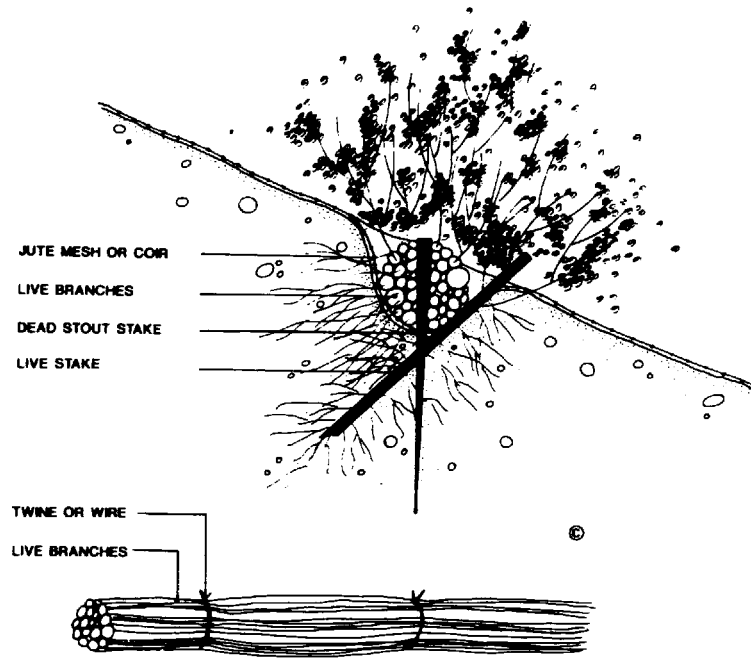 JUTE MESH OR COIR
LIVE BRANCHES
DEAD STOUT STAKE
LIVE STAKE
TWINE OR WIRE
©
LIVE BRANCHES